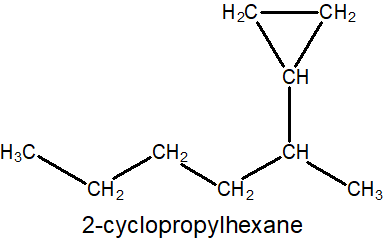 H2C CH2
CH
H3C CH2 CH
CH2 CH2 CH3
2-cyclopropylhexane